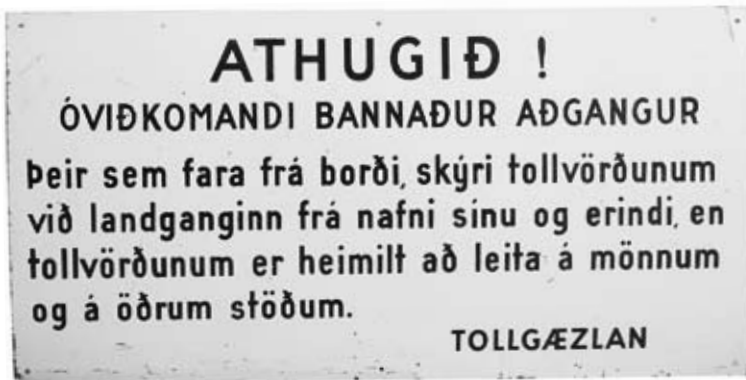 ATHUGIÐ !
ÓVIÐKOMANDI BANNAÐUR AÐGANGUR
Þeir sem fara frá borði, skýri tollvörðunum
við landganginn frá nafni sínu og erindi, en
tollvörðunum er heimilt að leita á mönnum
og á öðrum stöðum.
TOLLGÆZLAN